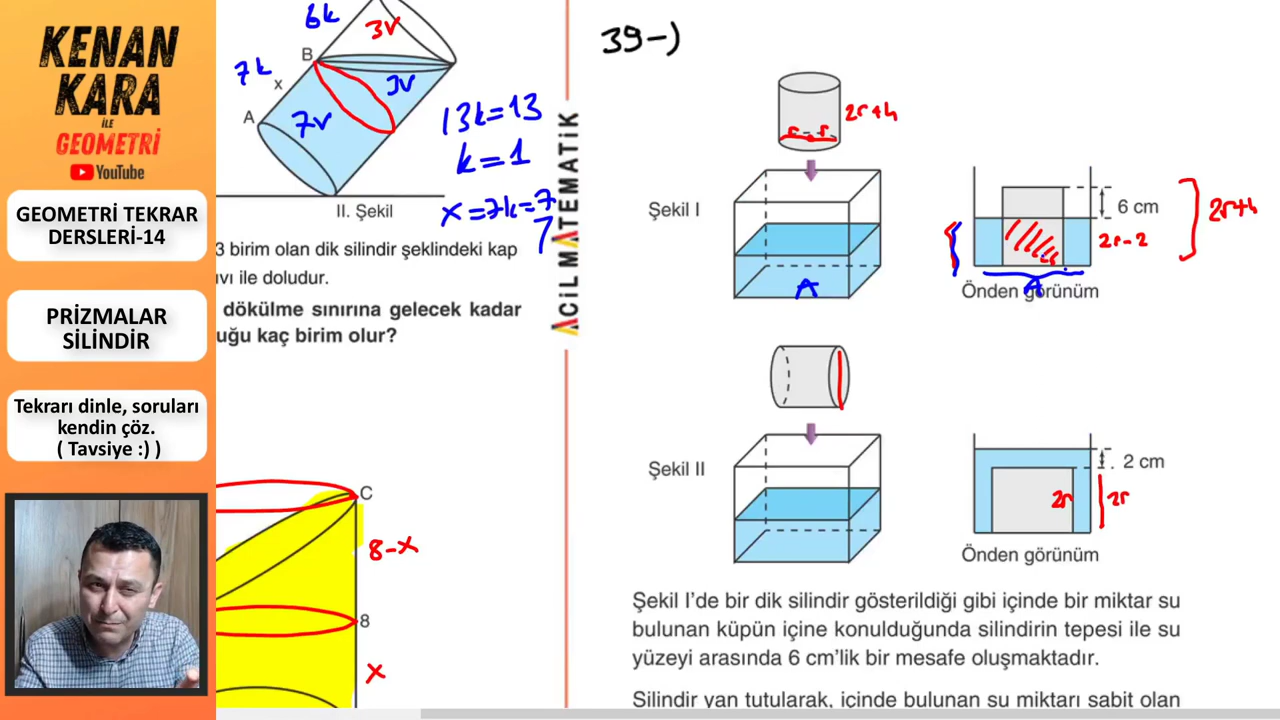 KENAN
KARA
İLE
GEOMETRİ
YouTube
GEOMETRİ TEKRAR
DERSLERİ-14
PRİZMALAR
SİLİNDİR
Tekrarı dinle, soruları
kendin çöz.
( Tavsiye :) )
6k
3v
B
7k
x
3v
A
7v
13k=13
k=1
x=7k=7
7
II. Şekil
3 birim olan dik silindir şeklindeki kap
ıvı ile doludur.
dökülme sınırına gelecek kadar
uğu kaç birim olur?
C
8-x
8
x
ACİL MATEMATİK
39-)
2r+4
r r
Şekil I
A
6 cm
2r-2
2r+4
A
Önden görünüm
Şekil II
2 cm
2r
2r
Önden görünüm
Şekil I’de bir dik silindir gösterildiği gibi içinde bir miktar su
bulunan küpün içine konulduğunda silindirin tepesi ile su
yüzeyi arasında 6 cm’lik bir mesafe oluşmaktadır.
Silindir yan tutularak, içinde bulunan su miktarı sabit olan